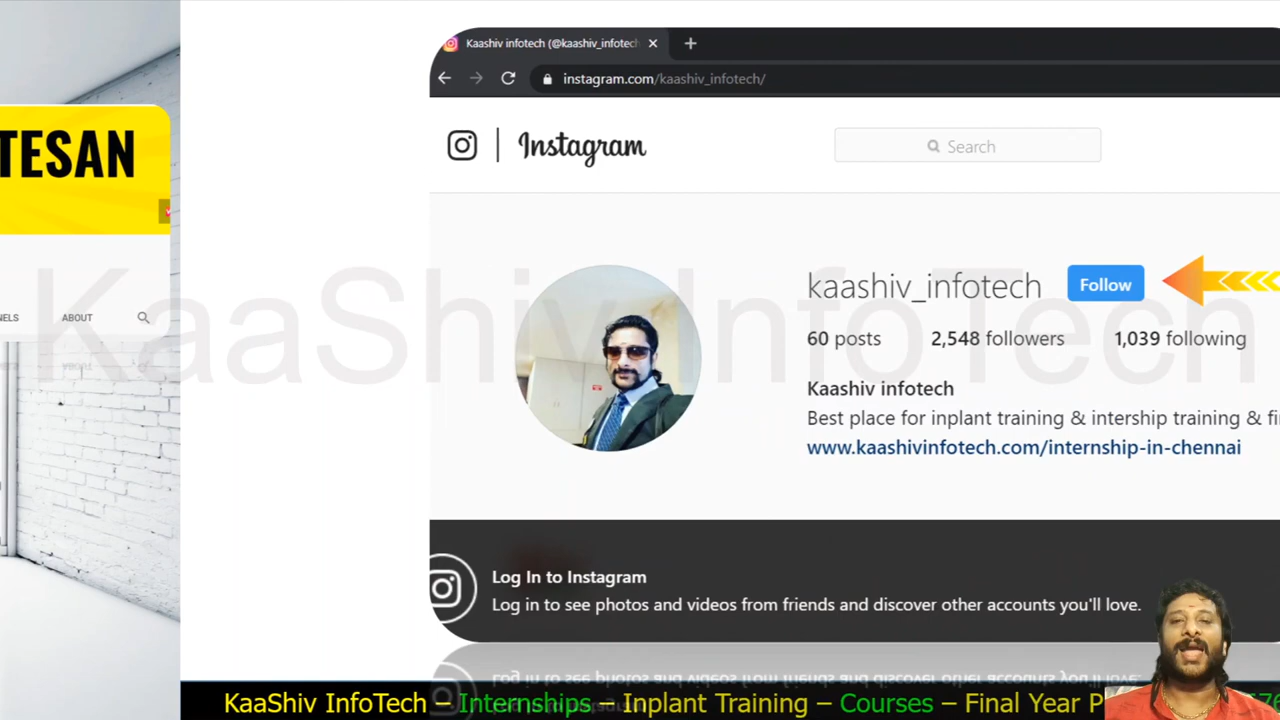 TESAN
NELS
ABOUT
Kaashiv infotech (@kaashiv_infotech
instagram.com/kaashiv_infotech/
Instagram
Search
kaashiv_infotech
Follow
60 posts
2,548 followers
1,039 following
Kaashiv infotech
Best place for inplant training & intership training & fi
www.kaashivinfotech.com/internship-in-chennai
KaaShiv InfoTech
Log In to Instagram
Log in to see photos and videos from friends and discover other accounts you'll love.
KaaShiv InfoTech – Internships – Inplant Training – Courses – Final Year P